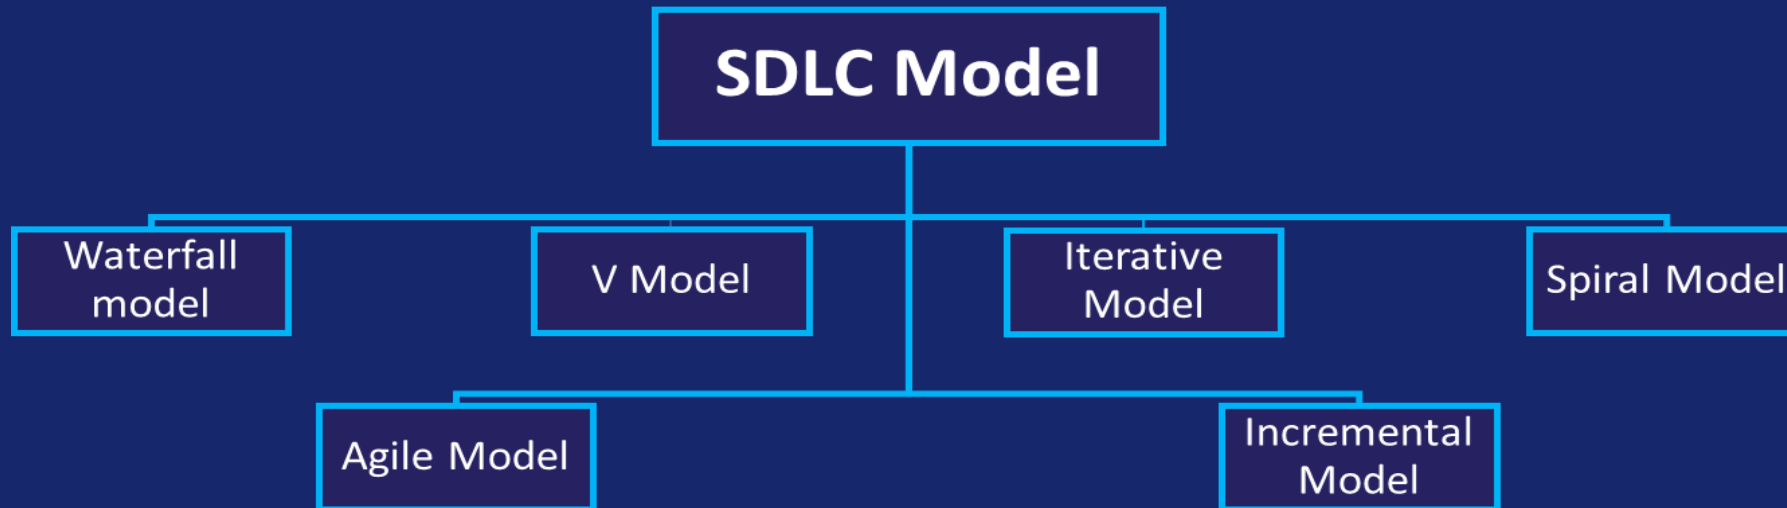 SDLC Model
Waterfall
model
V Model
Iterative
Model
Spiral Model
Agile Model
Incremental
Model